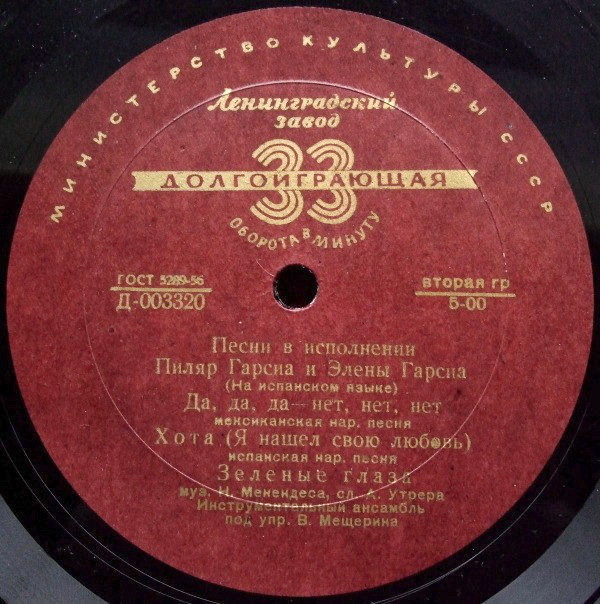 МИНИСТЕРСТВО КУЛЬТУРЫ СССР
Ленинградский
завод
33
ДОЛГОИГРАЮЩАЯ
ОБОРОТА В МИНУТУ
ГОСТ 5289-56
Д-003320
вторая гр
5-00
Песни в исполнении
Пиляр Гарсиа и Элены Гарсиа
(На испанском языке)
Да, да, да—нет, нет, нет
мексиканская нар. песня
Хота (Я нашел свою любовь)
испанская нар. песня
Зеленые глаза
муз. Н. Менендеса, сл. А. Утрера
Инструментальный ансамбль
под упр. В. Мещерина